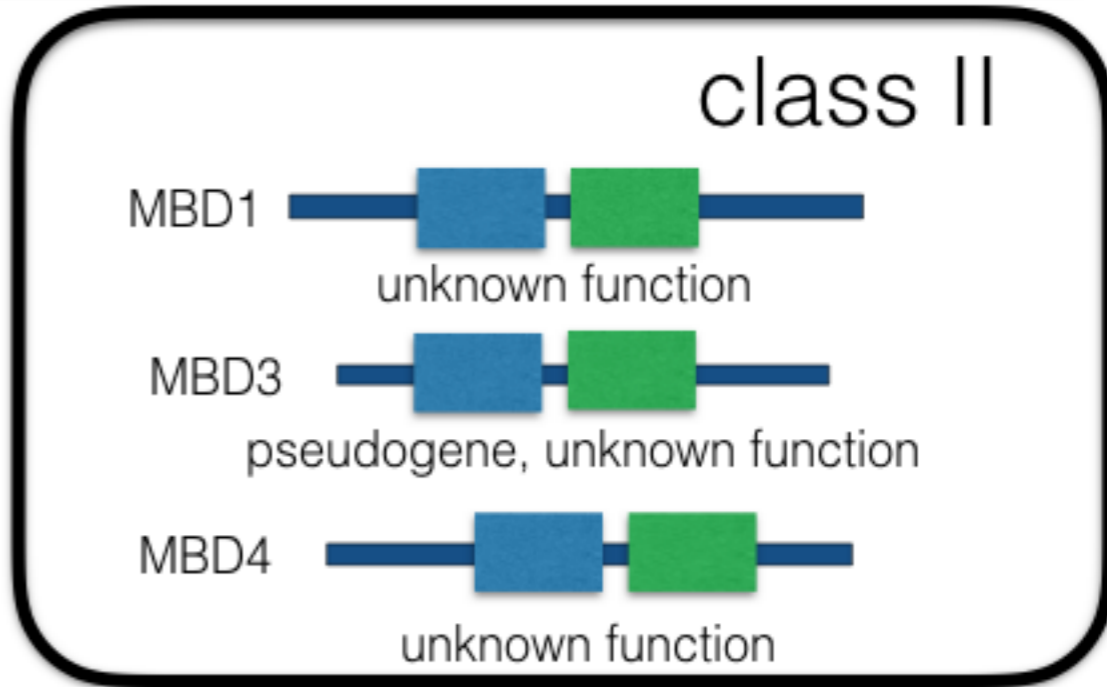 class II
MBD1
unknown function
MBD3
pseudogene, unknown function
MBD4
unknown function